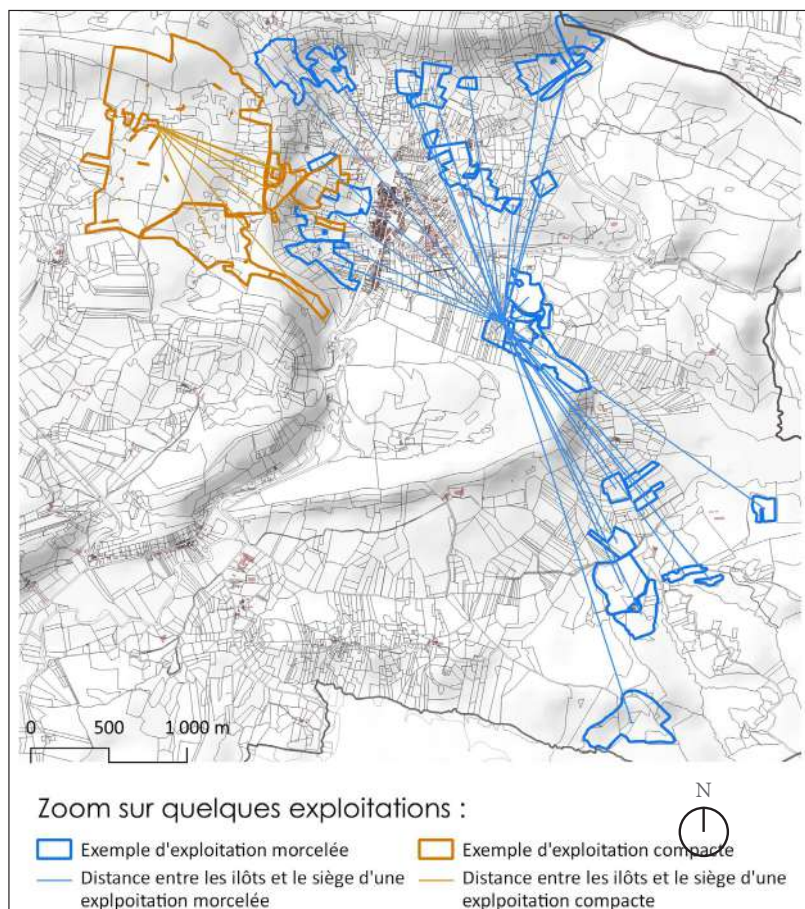 0 500 1 000 m
Zoom sur quelques exploitations :
N
Exemple d'exploitation morcelée
Exemple d'exploitation compacte
Distance entre les ilôts et le siège d'une
explpoitation morcelée
Distance entre les ilôts et le siège d'une
explpoitation compacte